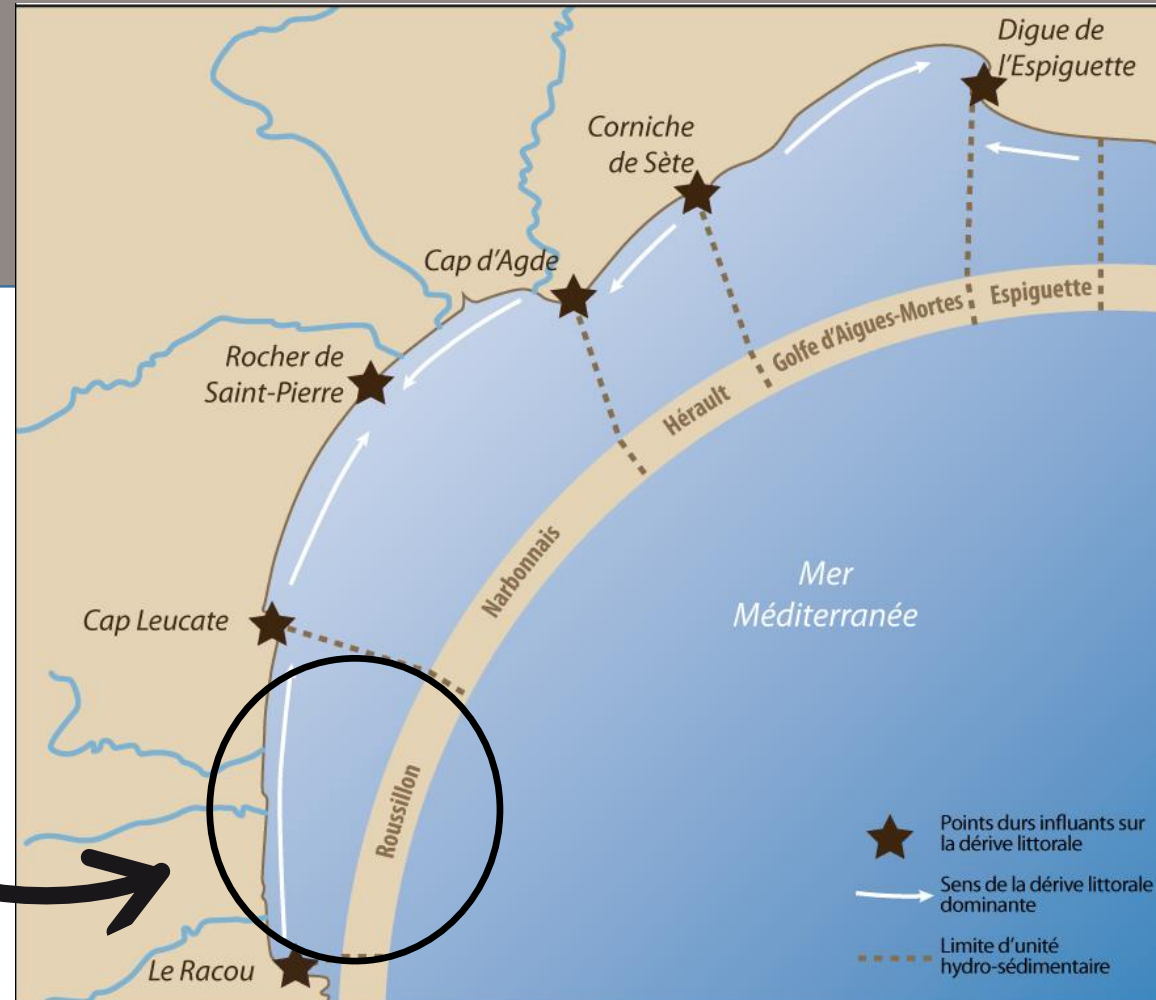 Digue de
l'Espiguette
Corniche
de Sète
Cap d'Agde
Rocher de
Saint-Pierre
Cap Leucate
Le Racou
Espiguette
Golfe d'Aigues-Mortes
Hérault
Narbonnais
Roussillon
Mer
Méditerranée
Points durs influants sur
la dérive littorale
Sens de la dérive littorale
dominante
Limite d'unité
hydro-sédimentaire